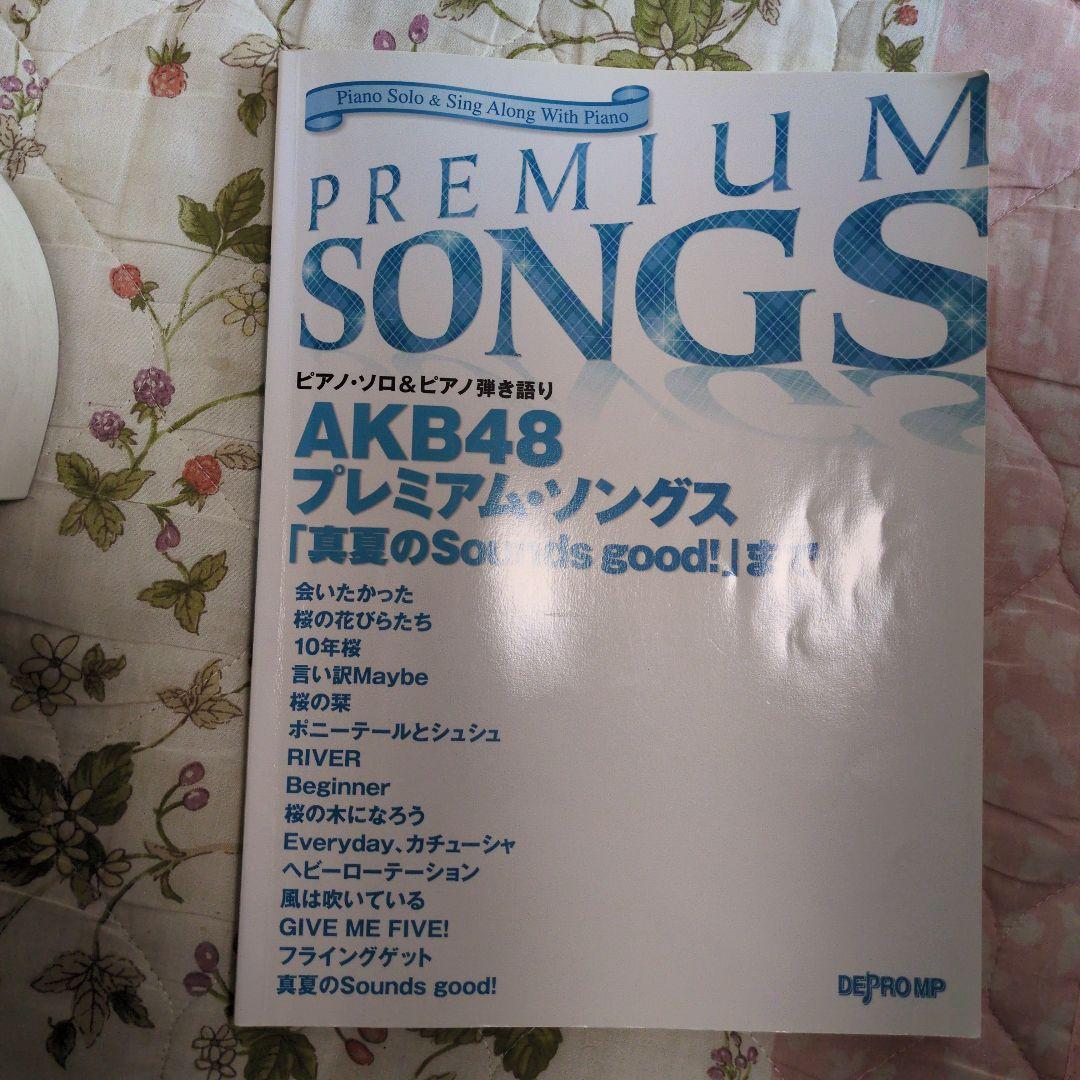 Piano Solo & Sing Along With Piano
PREMIUM
SONGS
ピアノ・ソロ&ピアノ弾き語り
AKB48
プレミアム・ソングス
「真夏のSounds good!」まで
会いたかった
桜の花びらたち
10年桜
言い訳Maybe
桜の栞
ポニーテールとシュシュ
RIVER
Beginner
桜の木になろう
Everyday、カチューシャ
ヘビーローテーション
風は吹いている
GIVE ME FIVE!
フライングゲット
真夏のSounds good!
DEPRO MP